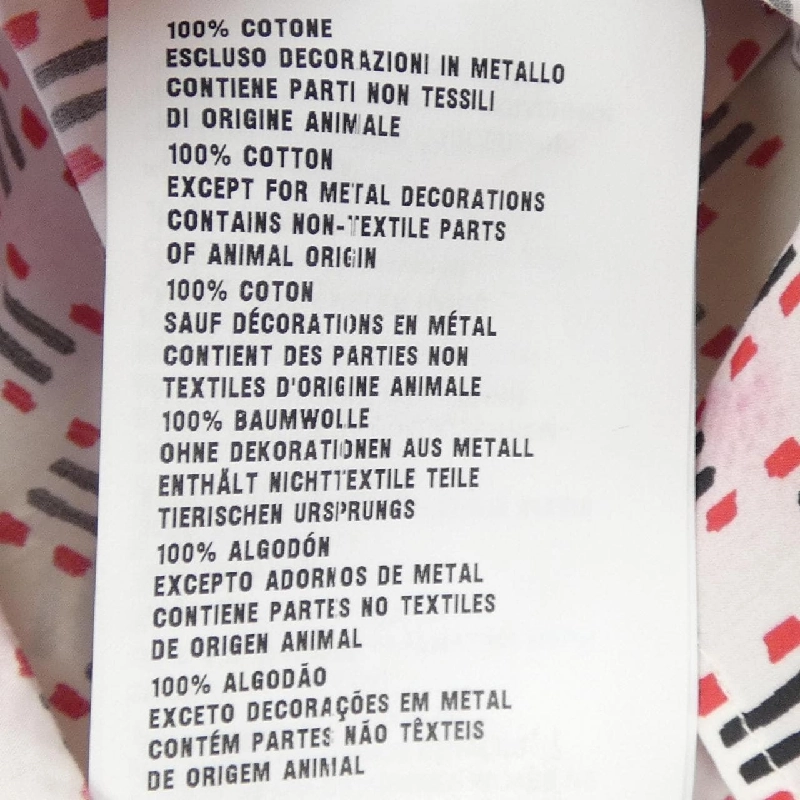 100% COTONE
ESCLUSO DECORAZIONI IN METALLO
CONTIENE PARTI NON TESSILI
DI ORIGINE ANIMALE
100% COTTON
EXCEPT FOR METAL DECORATIONS
CONTAINS NON-TEXTILE PARTS
OF ANIMAL ORIGIN
100% COTON
SAUF DÉCORATIONS EN MÉTAL
CONTIENT DES PARTIES NON
TEXTILES D'ORIGINE ANIMALE
100% BAUMWOLLE
OHNE DEKORATIONEN AUS METALL
ENTHÄLT NICHTTEXTILE TEILE
TIERISCHEN URSPRUNGS
100% ALGODÓN
EXCEPTO ADORNOS DE METAL
CONTIENE PARTES NO TEXTILES
DE ORIGEN ANIMAL
100% ALGODÃO
EXCETO DECORAÇÕES EM METAL
CONTÉM PARTES NÃO TÊXTEIS
DE ORIGEM ANIMAL